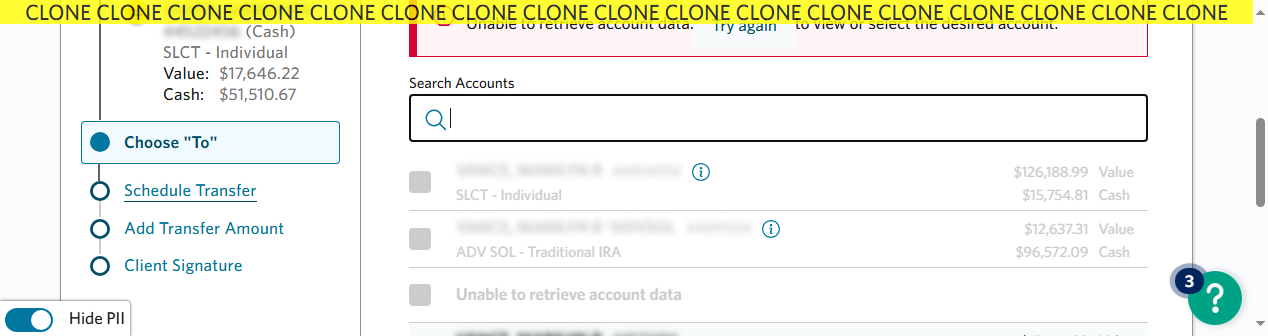 CLONE CLONE CLONE CLONE CLONE CLONE CLONE CLONE CLONE CLONE CLONE CLONE CLONE CLONE CLONE CLONE CLONE
(Cash)
SLCT - Individual
Value: $17,646.22
Cash: $51,510.67
Choose "To"
Schedule Transfer
Add Transfer Amount
Client Signature
Hide PII
Unable to retrieve account data. Try again to view or select the desired account.
Search Accounts
$126,188.99 Value
SLCT - Individual $15,754.81 Cash
$12,637.31 Value
ADV SOL - Traditional IRA $96,572.09 Cash
Unable to retrieve account data
3
?